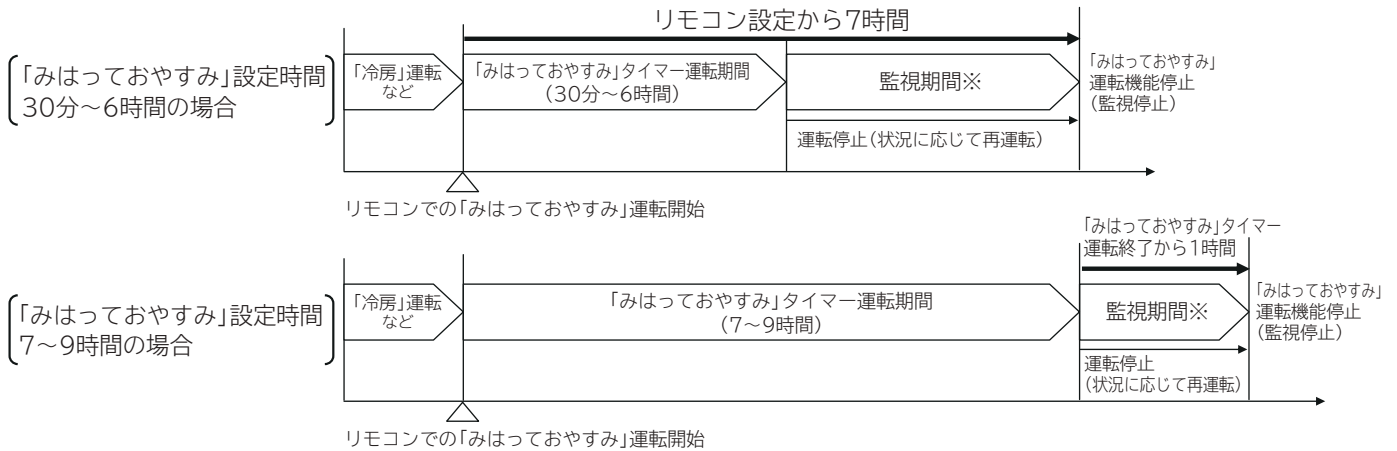 リモコン設定から7時間
「みはっておやすみ」設定時間
30分～6時間の場合
「冷房」運転
など
「みはっておやすみ」タイマー運転期間
(30分～6時間)
監視期間※
「みはっておやすみ」
運転機能停止
(監視停止)
運転停止(状況に応じて再運転)
リモコンでの「みはっておやすみ」運転開始
「みはっておやすみ」タイマー
運転終了から1時間
「みはっておやすみ」設定時間
7～9時間の場合
「冷房」運転
など
「みはっておやすみ」タイマー運転期間
(7～9時間)
監視期間※
「みはっておやすみ」
運転機能停止
(監視停止)
運転停止
(状況に応じて再運転)
リモコンでの「みはっておやすみ」運転開始